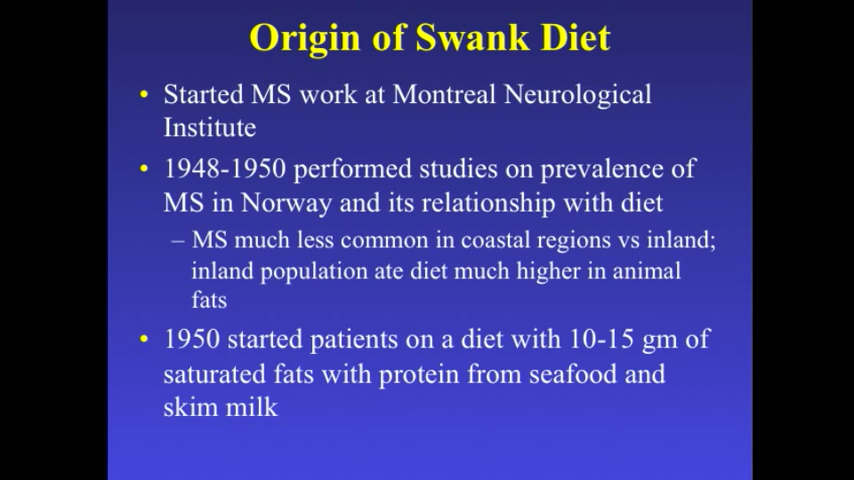 Origin of Swank Diet
• Started MS work at Montreal Neurological
Institute
• 1948-1950 performed studies on prevalence of
MS in Norway and its relationship with diet
– MS much less common in coastal regions vs inland;
inland population ate diet much higher in animal
fats
• 1950 started patients on a diet with 10-15 gm of
saturated fats with protein from seafood and
skim milk